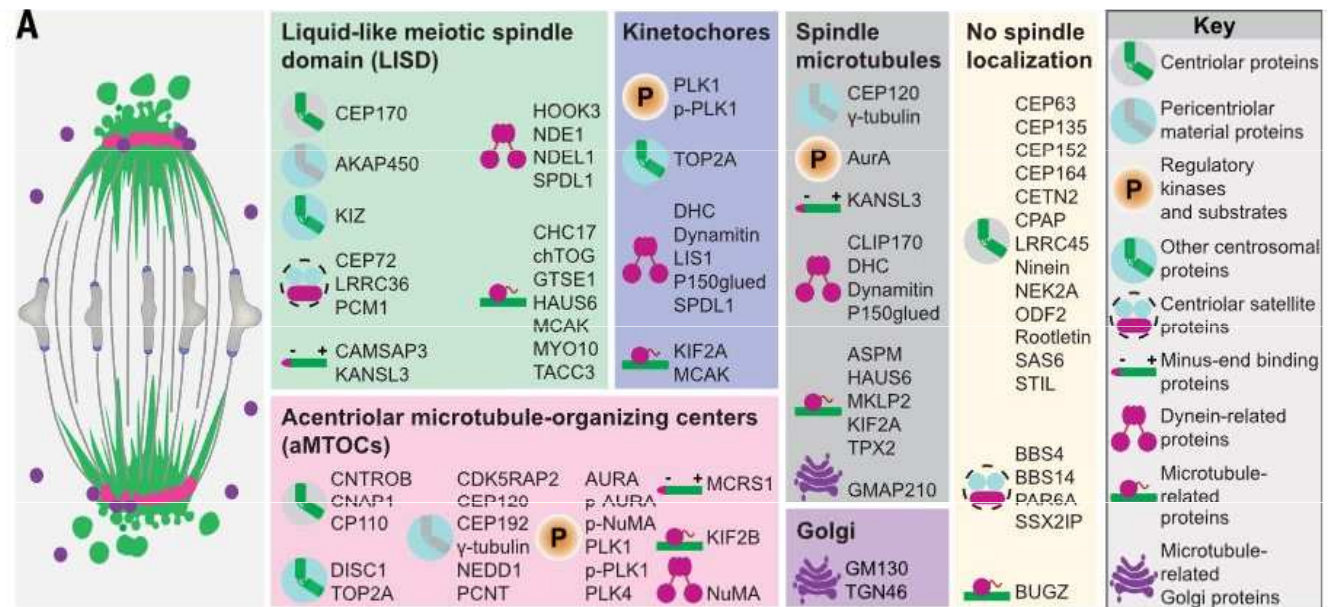 A
Liquid-like meiotic spindle
domain (LISD)
CEP170
AKAP450
KIZ
CEP72
LRRC36
PCM1
- +
CAMSAP3
KANSL3
HOOK3
NDE1
NDEL1
SPDL1
CHC17
chTOG
GTSE1
HAUS6
MCAK
MYO10
TACC3
Kinetochores
P
PLK1
p-PLK1
TOP2A
DHC
Dynamitin
LIS1
P150glued
SPDL1
KIF2A
MCAK
Acentriolar microtubule-organizing centers
(aMTOCs)
CNTROB
CNAP1
CP110
DISC1
TOP2A
CDK5RAP2
CEP120
CEP192
γ-tubulin
NEDD1
PCNT
P
AURA
p-AURA
p-NuMA
PLK1
p-PLK1
PLK4
- +
MCRS1
KIF2B
NuMA
Spindle
microtubules
CEP120
γ-tubulin
P
AurA
- +
KANSL3
CLIP170
DHC
Dynamitin
P150glued
ASPM
HAUS6
MKLP2
KIF2A
TPX2
GMAP210
Golgi
GM130
TGN46
No spindle
localization
CEP63
CEP135
CEP152
CEP164
CETN2
CPAP
LRRC45
Ninein
NEK2A
ODF2
Rootletin
SAS6
STIL
BBS4
BBS14
PAR6A
SSX2IP
BUGZ
Key
Centriolar proteins
Pericentriolar
material proteins
P
Regulatory
kinases
and substrates
Other centrosomal
proteins
Centriolar satellite
proteins
- +
Minus-end binding
proteins
Dynein-related
proteins
Microtubule-
related
proteins
Microtubule-
related
Golgi proteins